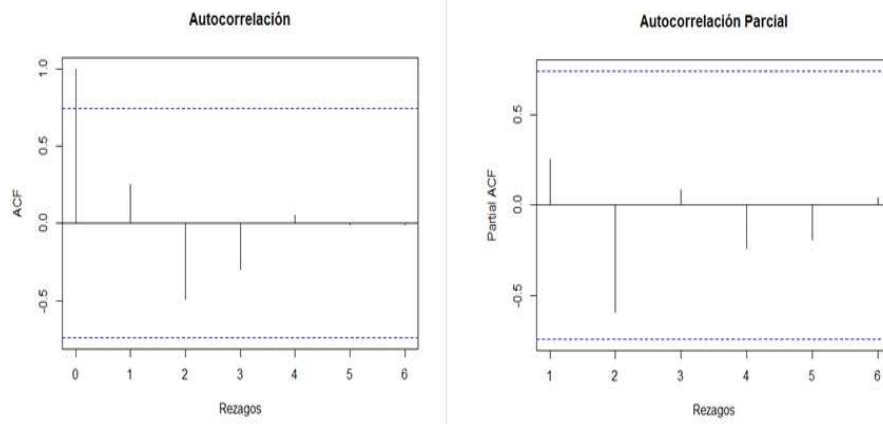 Autocorrelación
ACF
1.0
0.5
0.0
-0.5
0 1 2 3 4 5 6
Rezagos
Autocorrelación Parcial
Partial ACF
0.5
0.0
-0.5
1 2 3 4 5 6
Rezagos